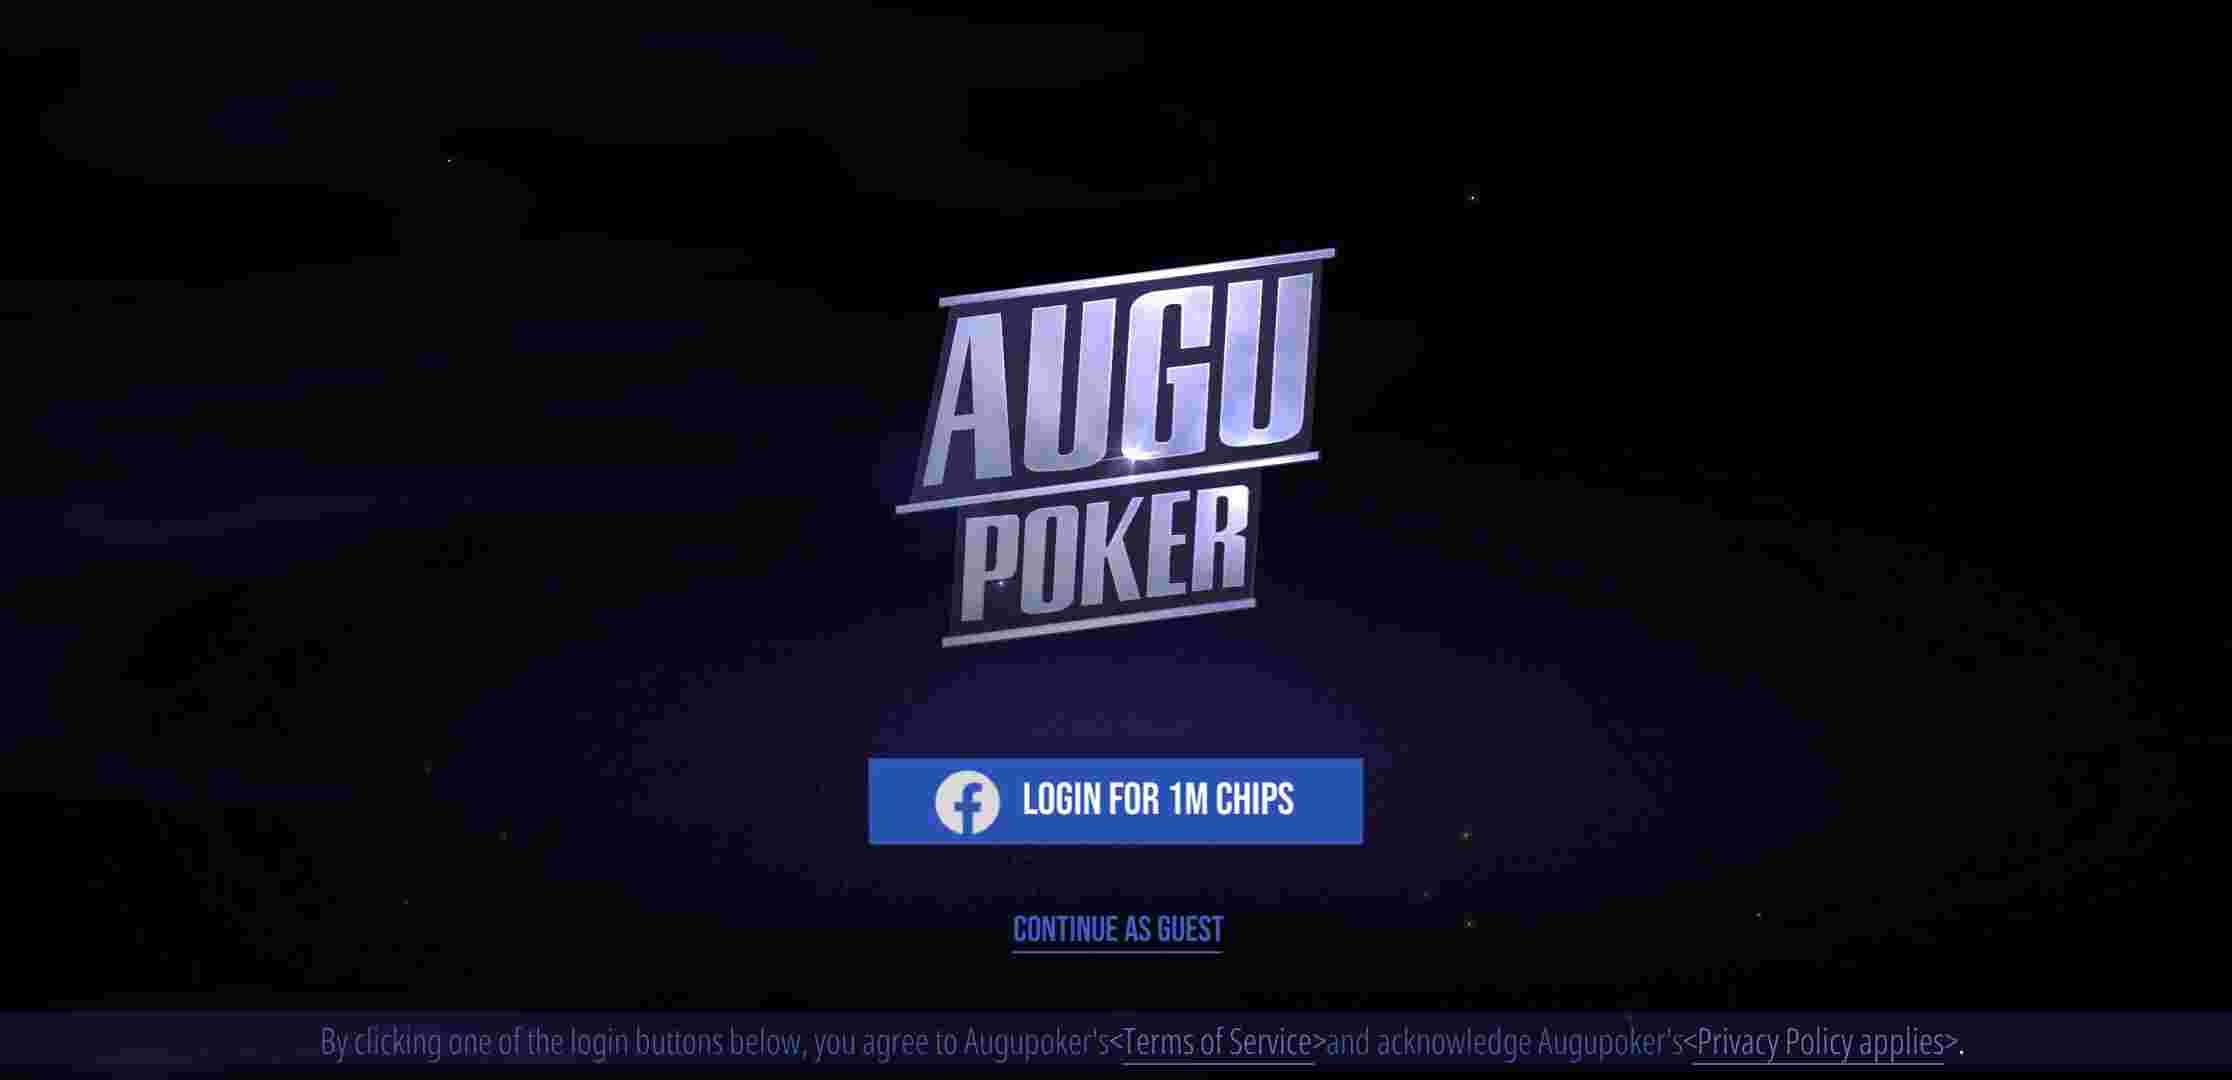 AUGU
POKER
LOGIN FOR 1M CHIPS
CONTINUE AS GUEST
By clicking one of the login buttons below, you agree to Augupoker's<Terms of Service>and acknowledge Augupoker's<Privacy Policy applies>.